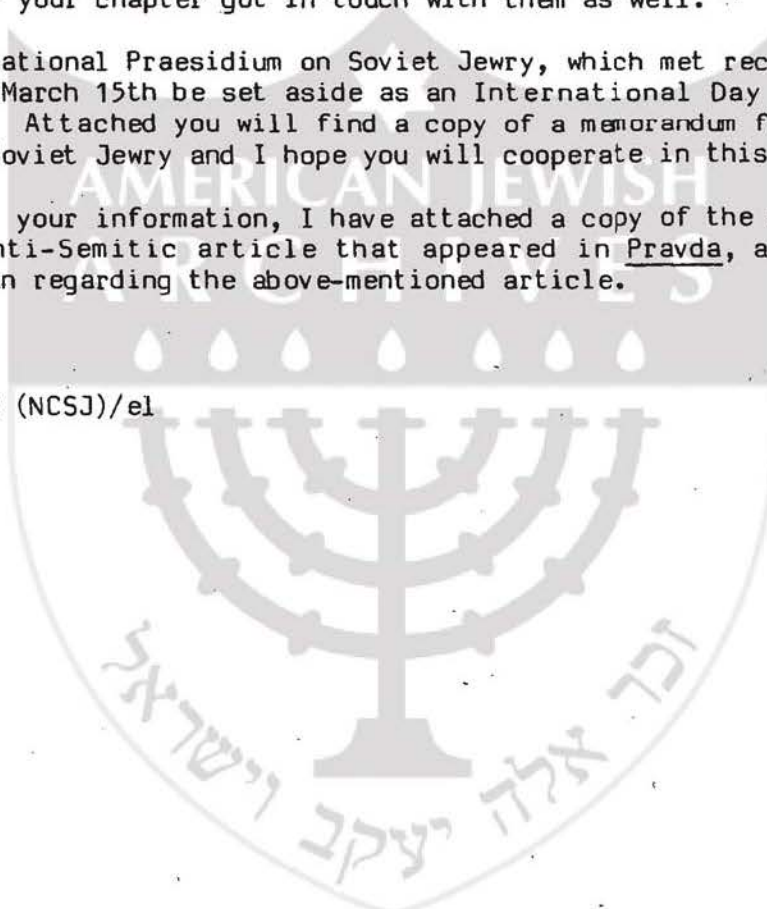 your chapter got in touch with them as well.
ational Praesidium on Soviet Jewry, which met rec
March 15th be set aside as an International Day
Attached you will find a copy of a memorandum f
oviet Jewry and I hope you will cooperate in this
your information, I have attached a copy of the
nti-Semitic article that appeared in Pravda, a
n regarding the above-mentioned article.
(NCSJ)/el
AMERICAN JEWISH
ARCHIVES
זכר אלה יעקב וישראל